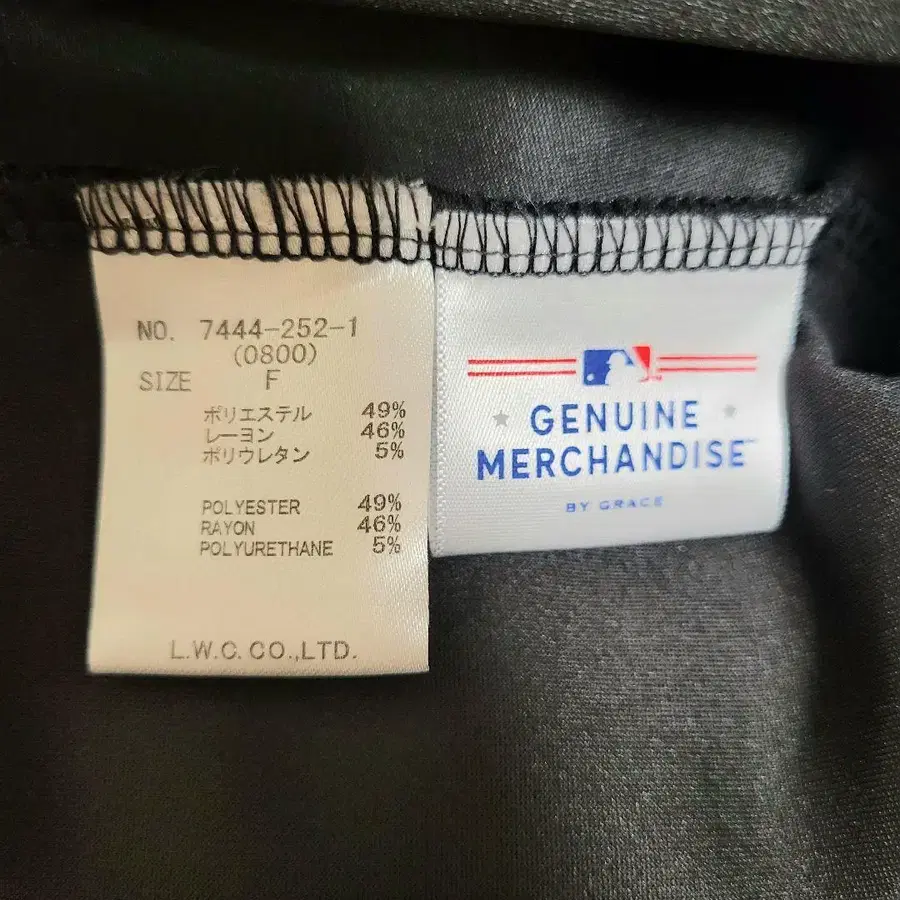 NO. 7444-252-1
(0800)
SIZE F
ポリエステル 49%
レーヨン 46%
ポリウレタン 5%
POLYESTER 49%
RAYON 46%
POLYURETHANE 5%
L.W.C. CO.,LTD.
GENUINE
MERCHANDISE™
BY GRACE